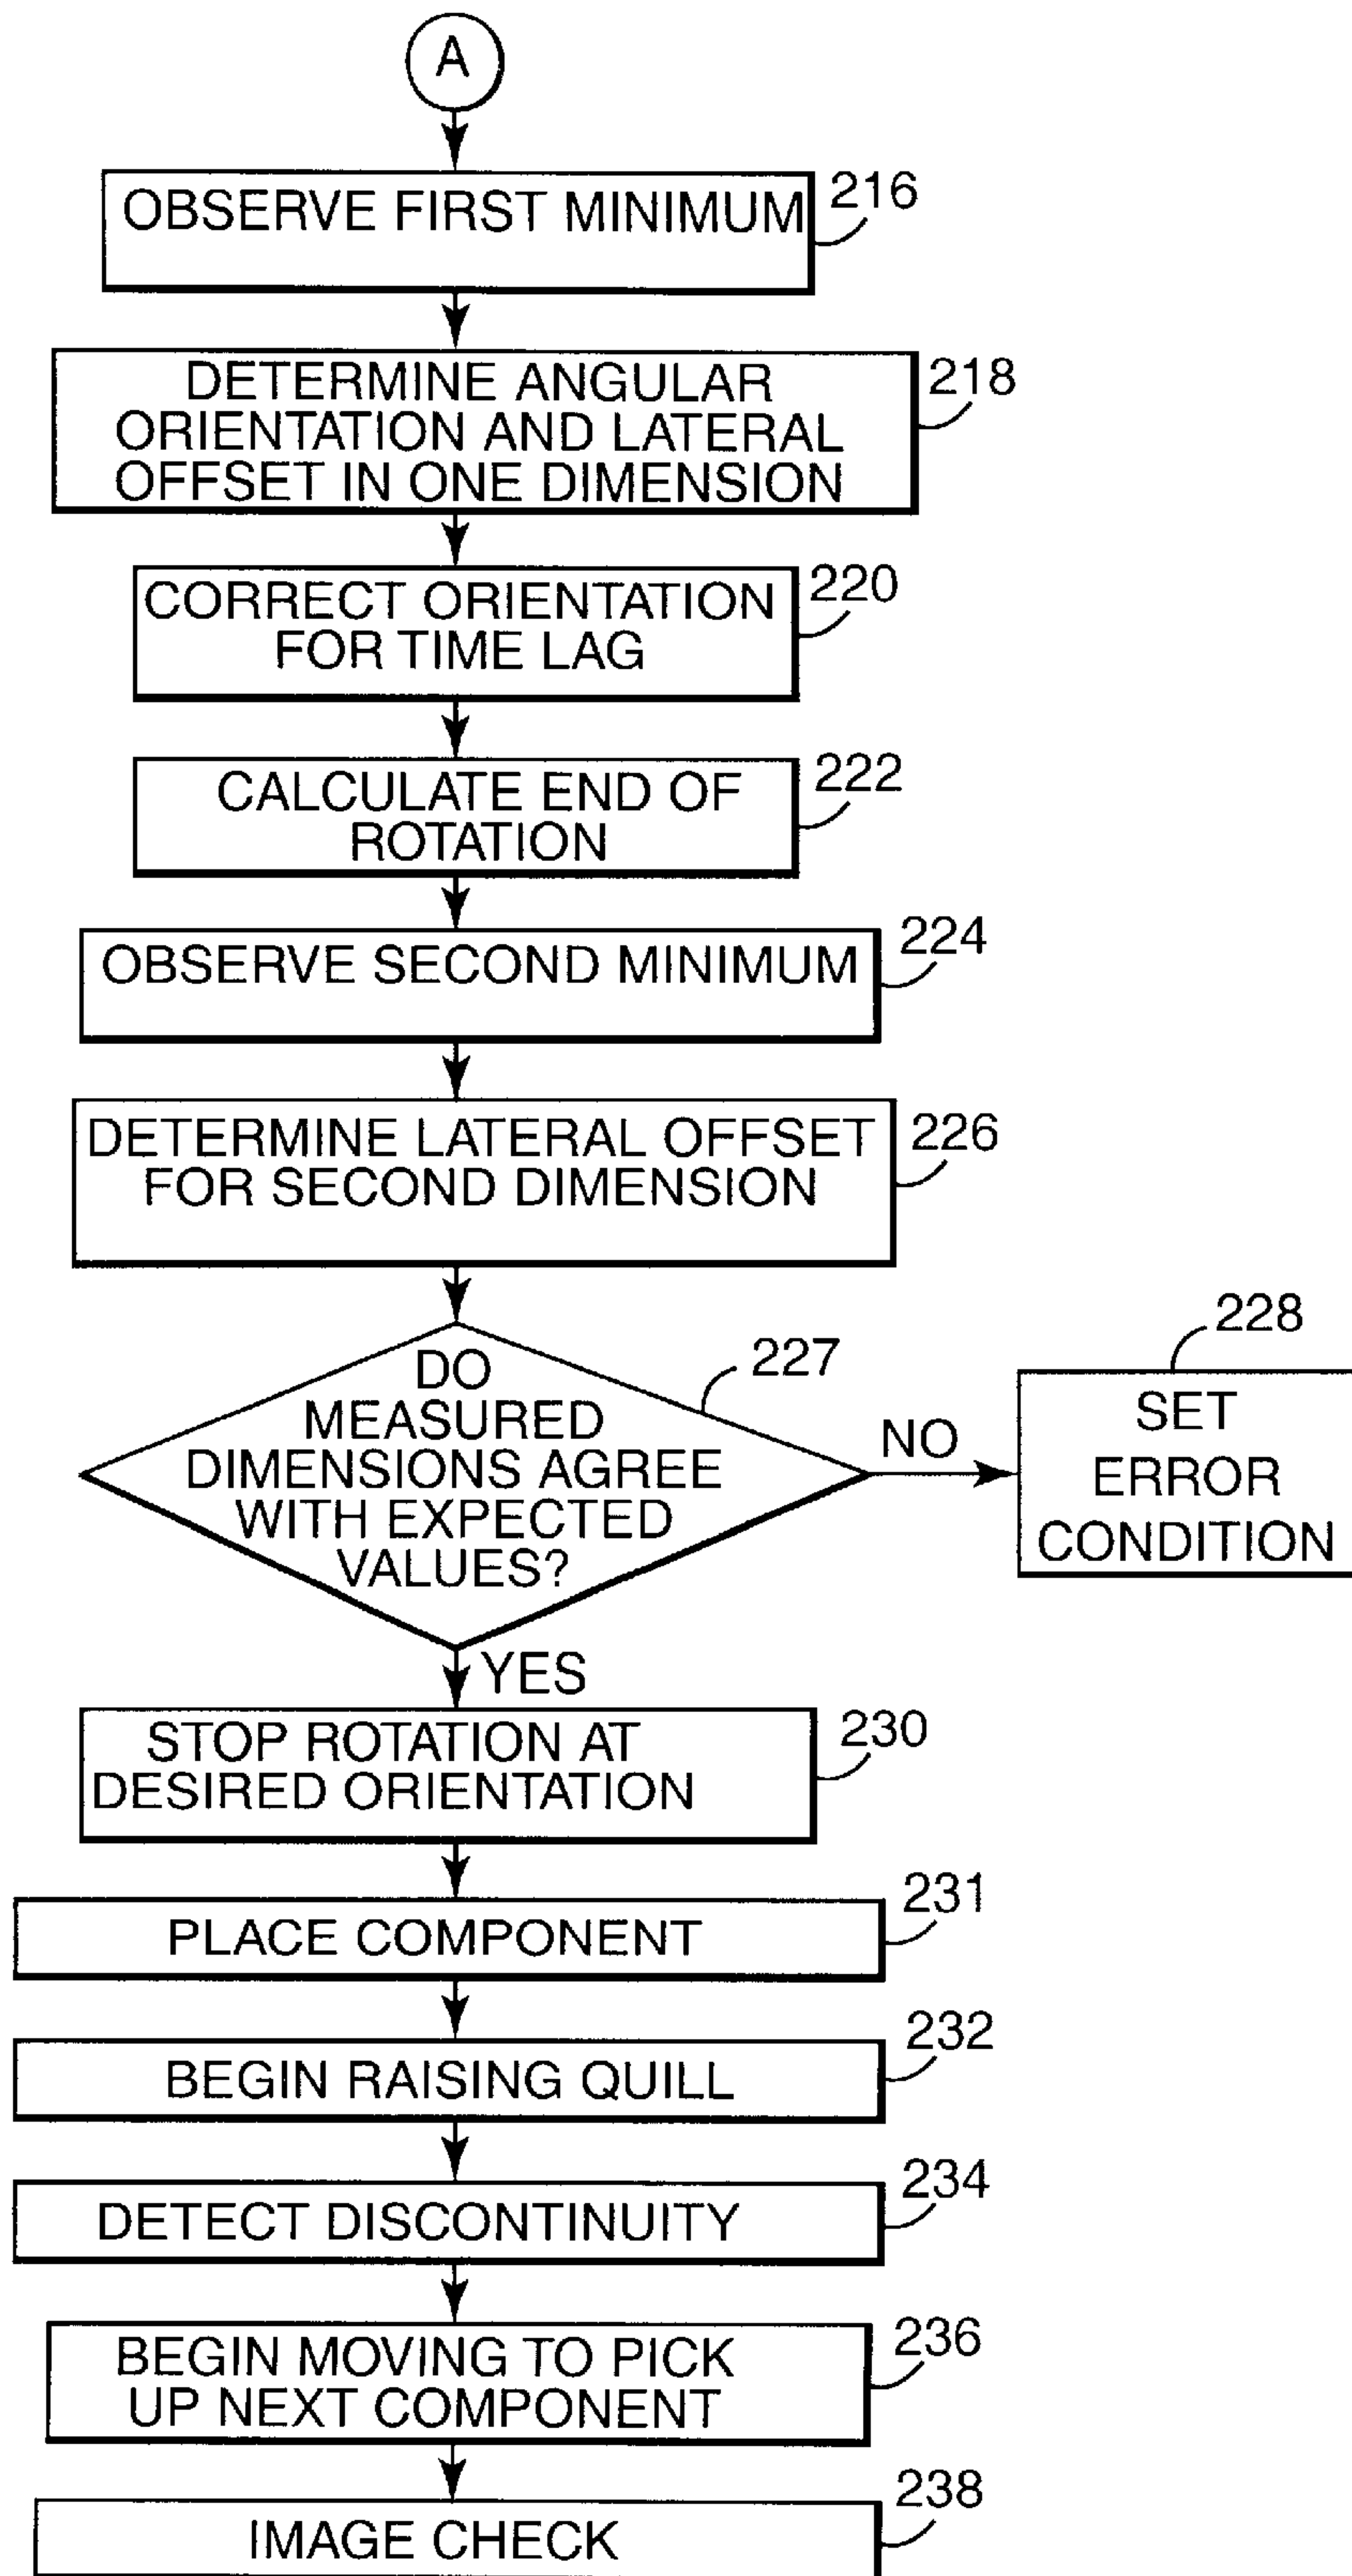 A
OBSERVE FIRST MINIMUM
216
DETERMINE ANGULAR
ORIENTATION AND LATERAL
OFFSET IN ONE DIMENSION
218
CORRECT ORIENTATION
FOR TIME LAG
220
CALCULATE END OF
ROTATION
222
OBSERVE SECOND MINIMUM
224
DETERMINE LATERAL OFFSET
FOR SECOND DIMENSION
226
DO
MEASURED
DIMENSIONS AGREE
WITH EXPECTED
VALUES?
227
NO
228
SET
ERROR
CONDITION
YES
STOP ROTATION AT
DESIRED ORIENTATION
230
PLACE COMPONENT
231
BEGIN RAISING QUILL
232
DETECT DISCONTINUITY
234
BEGIN MOVING TO PICK
UP NEXT COMPONENT
236
IMAGE CHECK
238